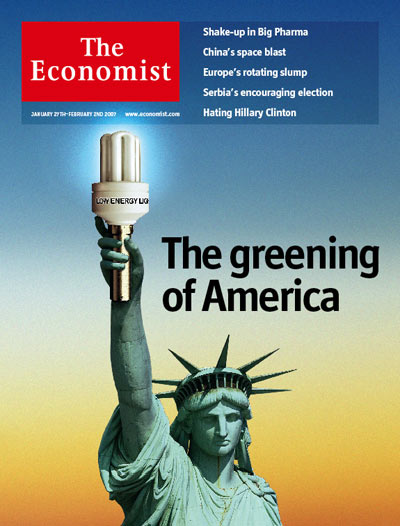 The
Economist
JANUARY 27TH-FEBRUARY 2ND 2007 www.economist.com
Shake-up in Big Pharma
China's space blast
Europe's rotating slump
Serbia's encouraging election
Hating Hillary Clinton
LOW ENERGY LIG
The greening
of America